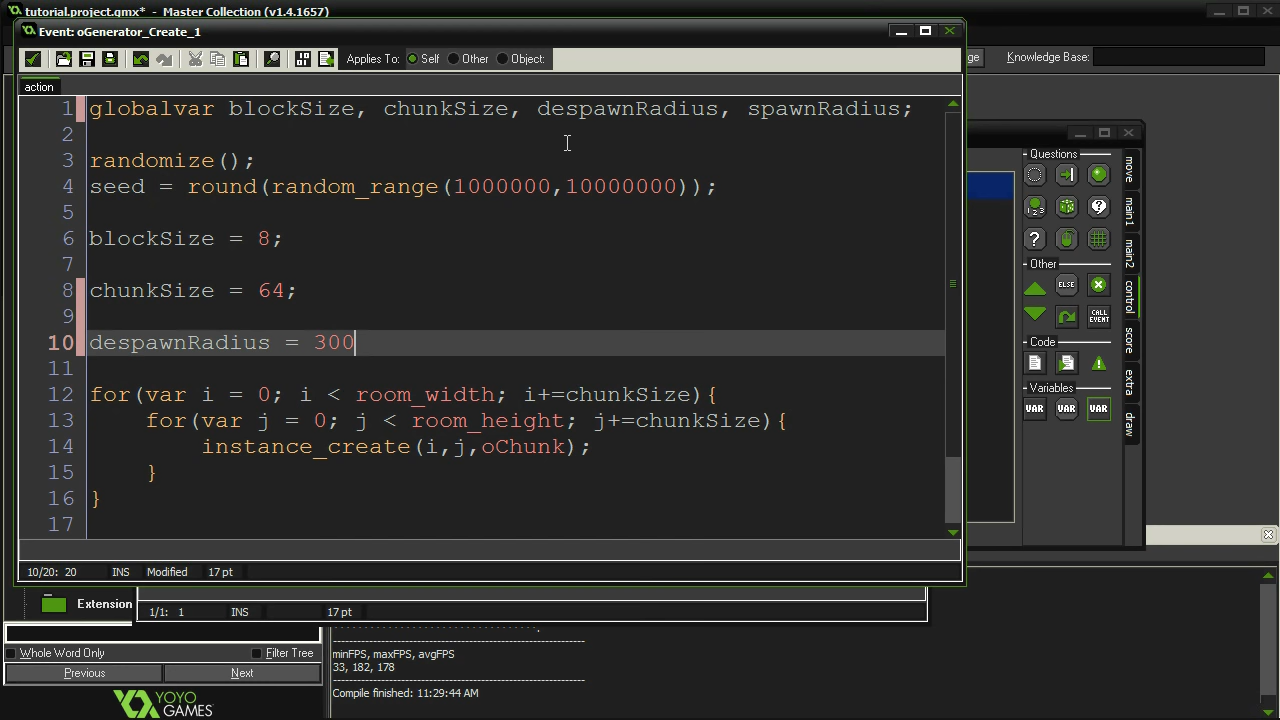 tutorial.project.gmx* - Master Collection (v1.4.1657)
Event: oGenerator_Create_1
Applies To: Self Other Object:
ge Knowledge Base:
action
1 globalvar blockSize, chunkSize, despawnRadius, spawnRadius;
2
3 randomize();
4 seed = round(random_range(1000000,10000000));
5
6 blockSize = 8;
7
8 chunkSize = 64;
9
10 despawnRadius = 300
11
12 for(var i = 0; i < room_width; i+=chunkSize){
13 for(var j = 0; j < room_height; j+=chunkSize){
14 instance_create(i,j,oChunk);
15 }
16 }
17
10/20: 20 INS Modified 17 pt
Questions
Other
ELSE
CALL EVENT
Code
Variables
VAR VAR VAR
move
main1
main2
control
score
extra
draw
Extension
1/1: 1 INS 17 pt
Whole Word Only Filter Tree
Previous Next
YOYO GAMES
minFPS, maxFPS, avgFPS
33, 182, 178
Compile finished: 11:29:44 AM